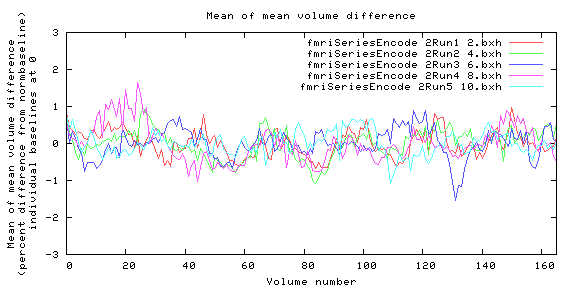 Mean of mean volume difference
Mean of mean volume difference
(percent difference from normbaseline)
individual baselines at 0
3
2
1
0
-1
-2
-3
fmriSeriesEncode 2Run1 2.bxh
fmriSeriesEncode 2Run2 4.bxh
fmriSeriesEncode 2Run3 6.bxh
fmriSeriesEncode 2Run4 8.bxh
fmriSeriesEncode 2Run5 10.bxh
0 20 40 60 80 100 120 140 160
Volume number